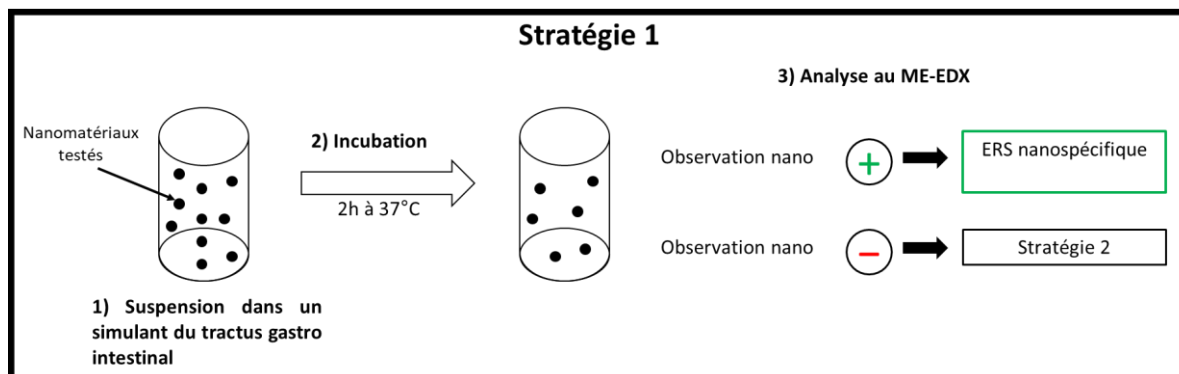 Stratégie 1
3) Analyse au ME-EDX
Nanomatériaux
testés
2) Incubation
2h à 37°C
Observation nano
+
ERS nanospécifique
Observation nano
−
Stratégie 2
1) Suspension dans un
simulant du tractus gastro
intestinal